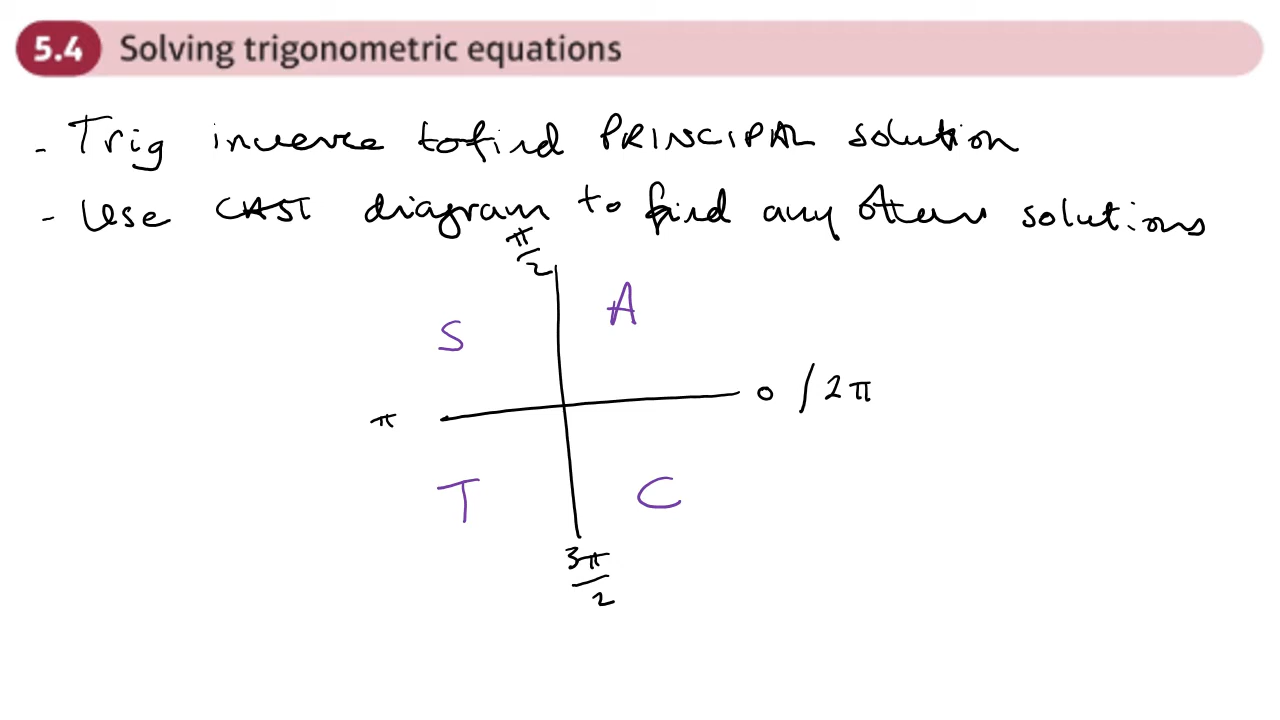 5.4 Solving trigonometric equations
- Trig inverse to find PRINCIPAL solution
- Use CAST diagram to find any other solutions
π/2
S A
π 0 / 2π
T C
3π/2